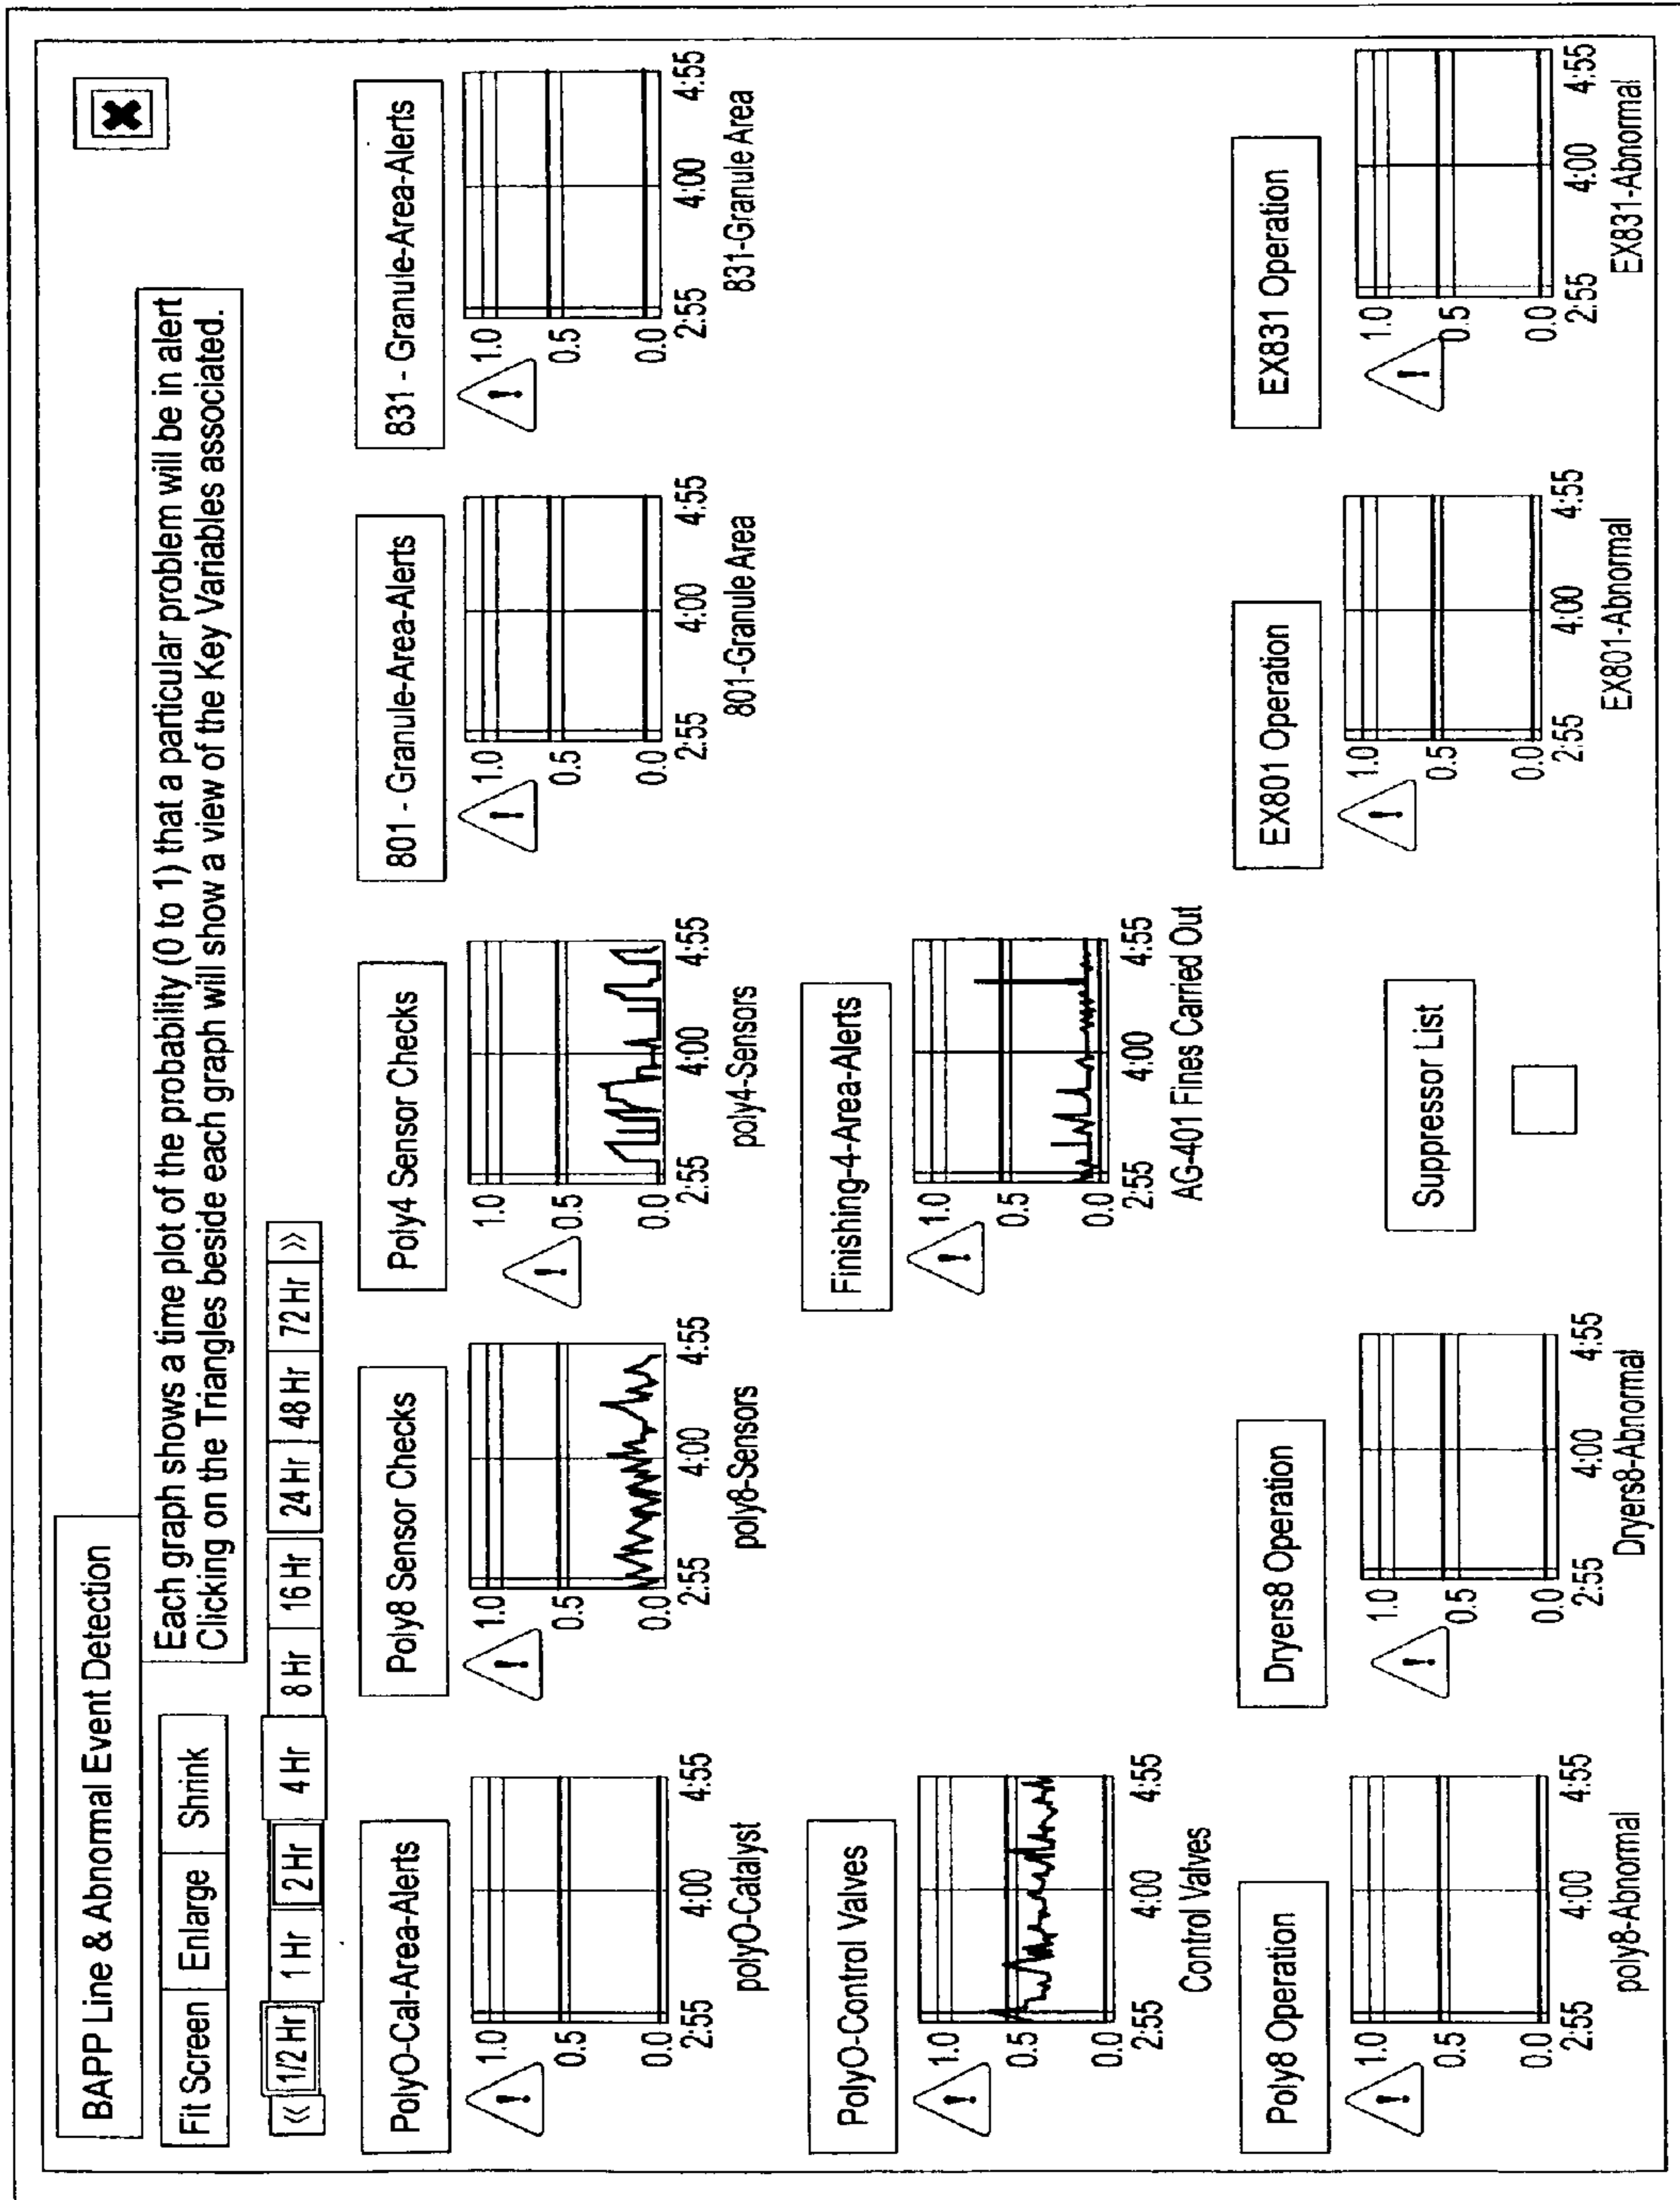 BAPP Line & Abnormal Event Detection
Fit Screen Enlarge Shrink
Each graph shows a time plot of the probability (0 to 1) that a particular problem will be in alert
Clicking on the Triangles beside each graph will show a view of the Key Variables associated.
<< 1/2 Hr 1 Hr 2 Hr 4 Hr 8 Hr 16 Hr 24 Hr 48 Hr 72 Hr >>
PolyO-Cal-Area-Alerts
!
1.0
0.5
0.0
2:55 4:00 4:55
polyO-Catalyst
Poly8 Sensor Checks
!
1.0
0.5
0.0
2:55 4:00 4:55
poly8-Sensors
Poly4 Sensor Checks
!
1.0
0.5
0.0
2:55 4:00 4:55
poly4-Sensors
801 - Granule-Area-Alerts
!
1.0
0.5
0.0
2:55 4:00 4:55
801-Granule Area
831 - Granule-Area-Alerts
!
1.0
0.5
0.0
2:55 4:00 4:55
831-Granule Area
PolyO-Control Valves
!
1.0
0.5
0.0
2:55 4:00 4:55
Control Valves
Finishing-4-Area-Alerts
!
1.0
0.5
0.0
2:55 4:00 4:55
AG-401 Fines Carried Out
Poly8 Operation
!
1.0
0.5
0.0
2:55 4:00 4:55
poly8-Abnormal
Dryers8 Operation
!
1.0
0.5
0.0
2:55 4:00 4:55
Dryers8-Abnormal
Suppressor List
EX801 Operation
!
1.0
0.5
0.0
2:55 4:00 4:55
EX801-Abnormal
EX831 Operation
!
1.0
0.5
0.0
2:55 4:00 4:55
EX831-Abnormal